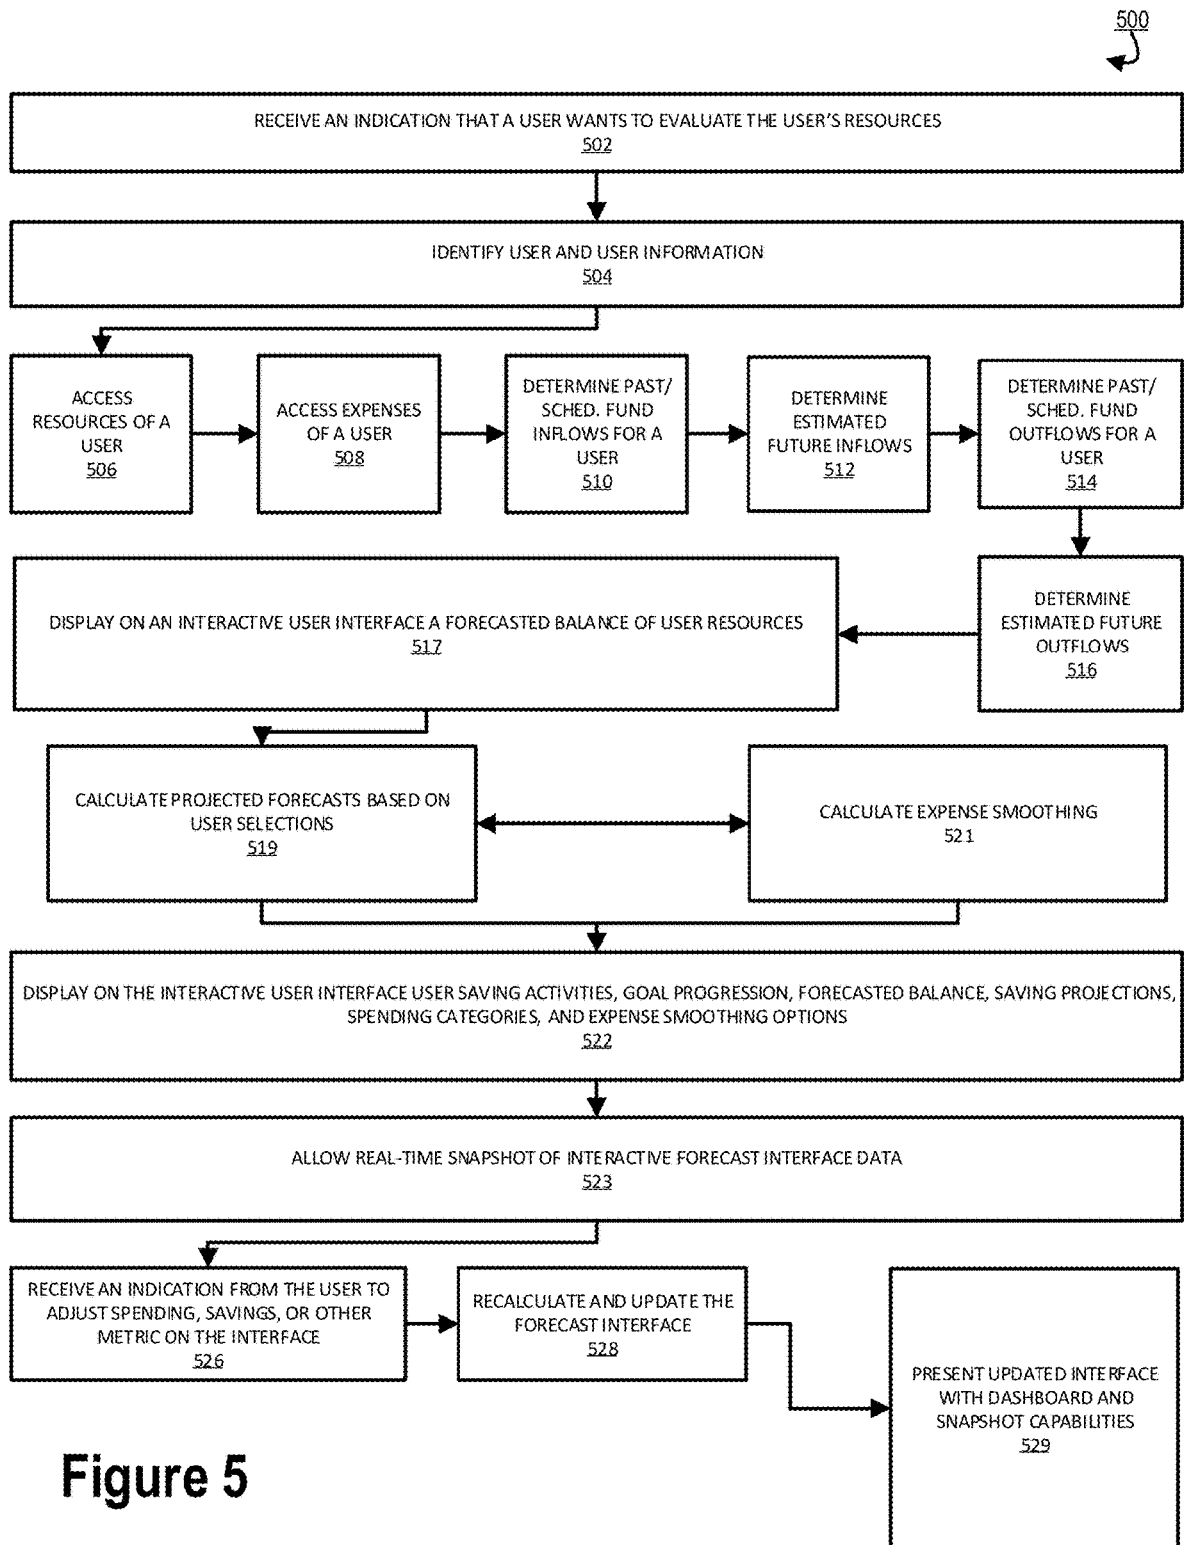 500
RECEIVE AN INDICATION THAT A USER WANTS TO EVALUATE THE USER'S RESOURCES
502
IDENTIFY USER AND USER INFORMATION
504
ACCESS
RESOURCES OF A
USER
506
ACCESS EXPENSES
OF A USER
508
DETERMINE PAST/
SCHED. FUND
INFLOWS FOR A
USER
510
DETERMINE
ESTIMATED
FUTURE INFLOWS
512
DETERMINE PAST/
SCHED. FUND
OUTFLOWS FOR A
USER
514
DETERMINE
ESTIMATED FUTURE
OUTFLOWS
516
DISPLAY ON AN INTERACTIVE USER INTERFACE A FORECASTED BALANCE OF USER RESOURCES
517
CALCULATE PROJECTED FORECASTS BASED ON
USER SELECTIONS
519
CALCULATE EXPENSE SMOOTHING
521
DISPLAY ON THE INTERACTIVE USER INTERFACE USER SAVING ACTIVITIES, GOAL PROGRESSION, FORECASTED BALANCE, SAVING PROJECTIONS,
SPENDING CATEGORIES, AND EXPENSE SMOOTHING OPTIONS
522
ALLOW REAL-TIME SNAPSHOT OF INTERACTIVE FORECAST INTERFACE DATA
523
RECEIVE AN INDICATION FROM THE USER TO
ADJUST SPENDING, SAVINGS, OR OTHER
METRIC ON THE INTERFACE
526
RECALCULATE AND UPDATE THE
FORECAST INTERFACE
528
PRESENT UPDATED INTERFACE
WITH DASHBOARD AND
SNAPSHOT CAPABILITIES
529
Figure 5